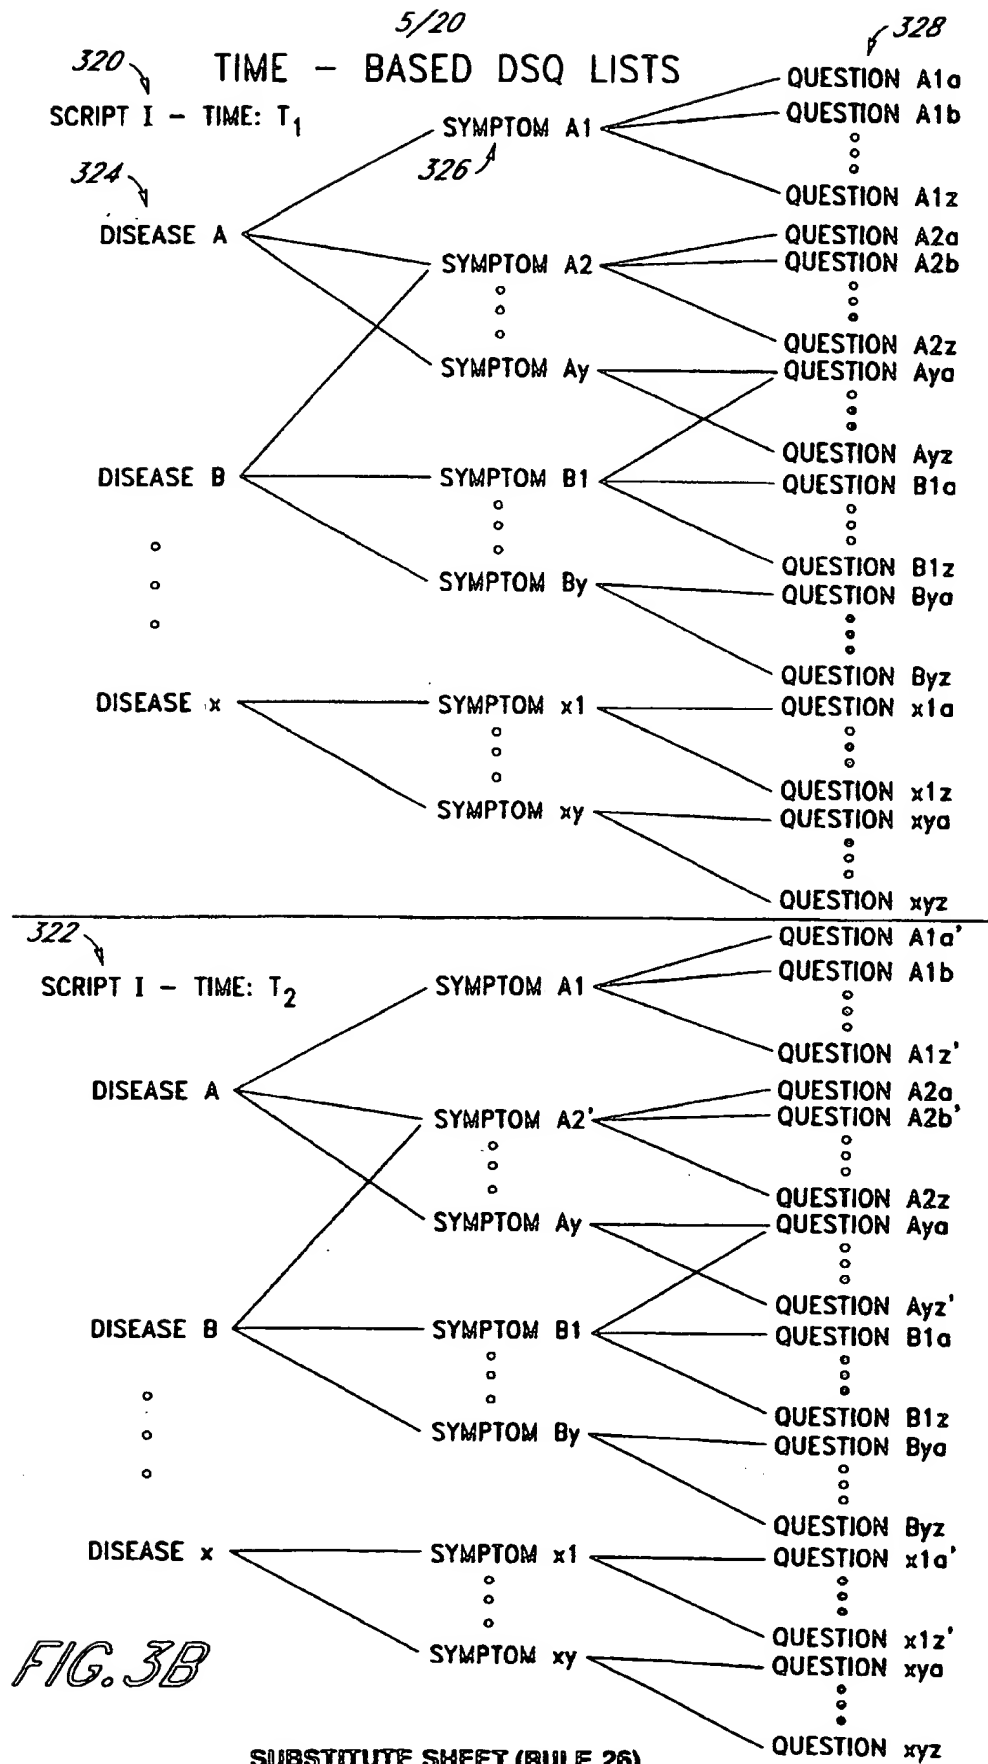 5/20
TIME - BASED DSQ LISTS
320
328
SCRIPT I - TIME: T1
324
326
DISEASE A
SYMPTOM A1
QUESTION A1a
QUESTION A1b
QUESTION A1z
SYMPTOM A2
QUESTION A2a
QUESTION A2b
QUESTION A2z
SYMPTOM Ay
QUESTION Aya
QUESTION Ayz
DISEASE B
SYMPTOM B1
QUESTION B1a
QUESTION B1z
SYMPTOM By
QUESTION Bya
QUESTION Byz
DISEASE x
SYMPTOM x1
QUESTION x1a
QUESTION x1z
SYMPTOM xy
QUESTION xya
QUESTION xyz
322
SCRIPT I - TIME: T2
DISEASE A
SYMPTOM A1
QUESTION A1a'
QUESTION A1b
QUESTION A1z'
SYMPTOM A2'
QUESTION A2a
QUESTION A2b'
QUESTION A2z
SYMPTOM Ay
QUESTION Aya
QUESTION Ayz'
DISEASE B
SYMPTOM B1
QUESTION B1a
QUESTION B1z
SYMPTOM By
QUESTION Bya
QUESTION Byz
DISEASE x
SYMPTOM x1
QUESTION x1a'
QUESTION x1z'
SYMPTOM xy
QUESTION xya
QUESTION xyz
FIG. 3B
SUBSTITUTE SHEET (RULE 26)